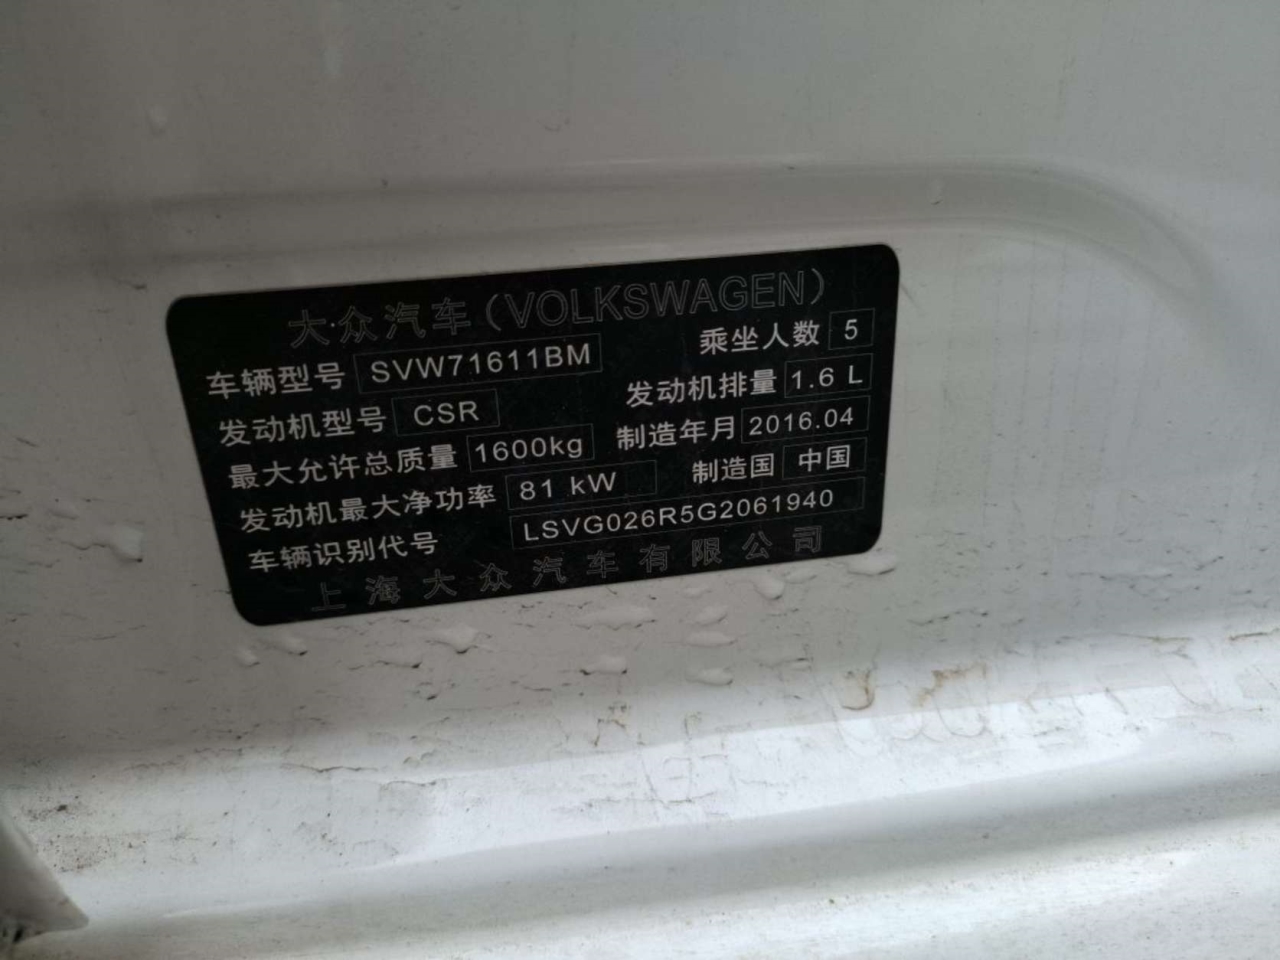 大众汽车(VOLKSWAGEN)
车辆型号 SVW71611BM 乘坐人数 5
发动机型号 CSR 发动机排量 1.6 L
最大允许总质量 1600kg 制造年月 2016.04
发动机最大净功率 81 kW 制造国 中国
车辆识别代号 LSVG026R5G2061940
上海大众汽车有限公司